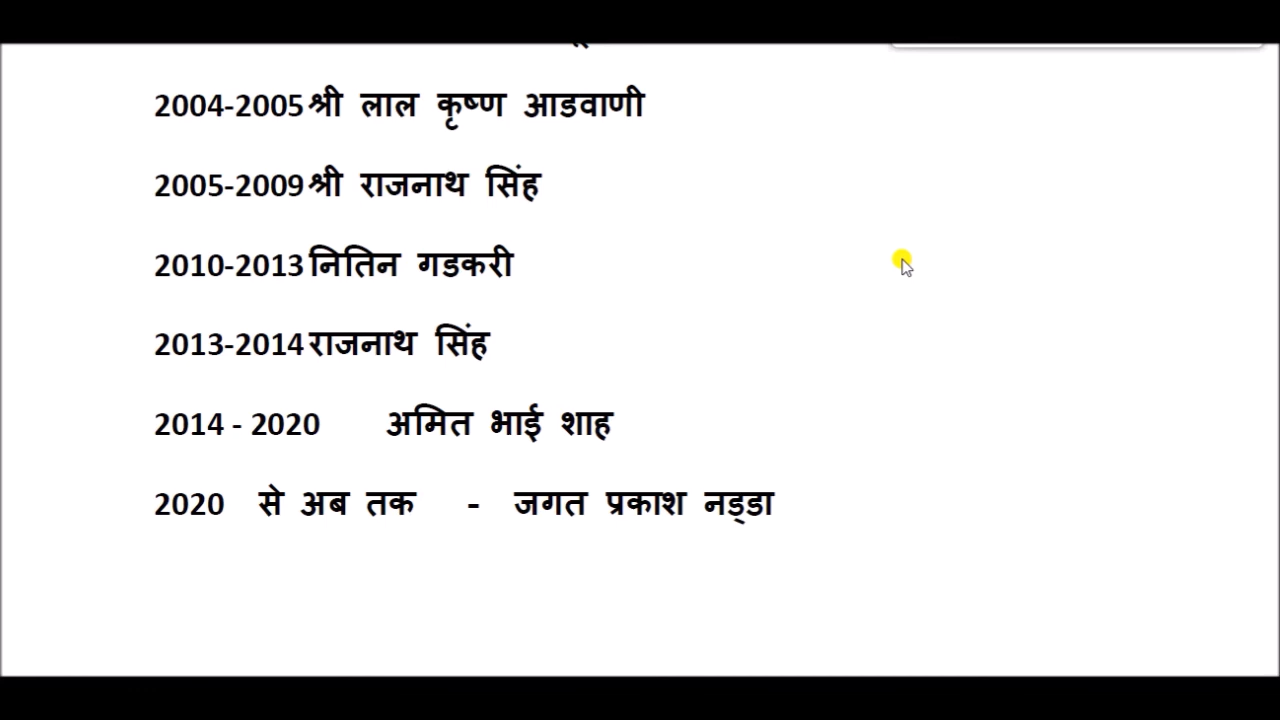 2004-2005 श्री लाल कृष्ण आडवाणी
2005-2009 श्री राजनाथ सिंह
2010-2013 नितिन गडकरी
2013-2014 राजनाथ सिंह
2014 - 2020 अमित भाई शाह
2020 से अब तक - जगत प्रकाश नड्डा